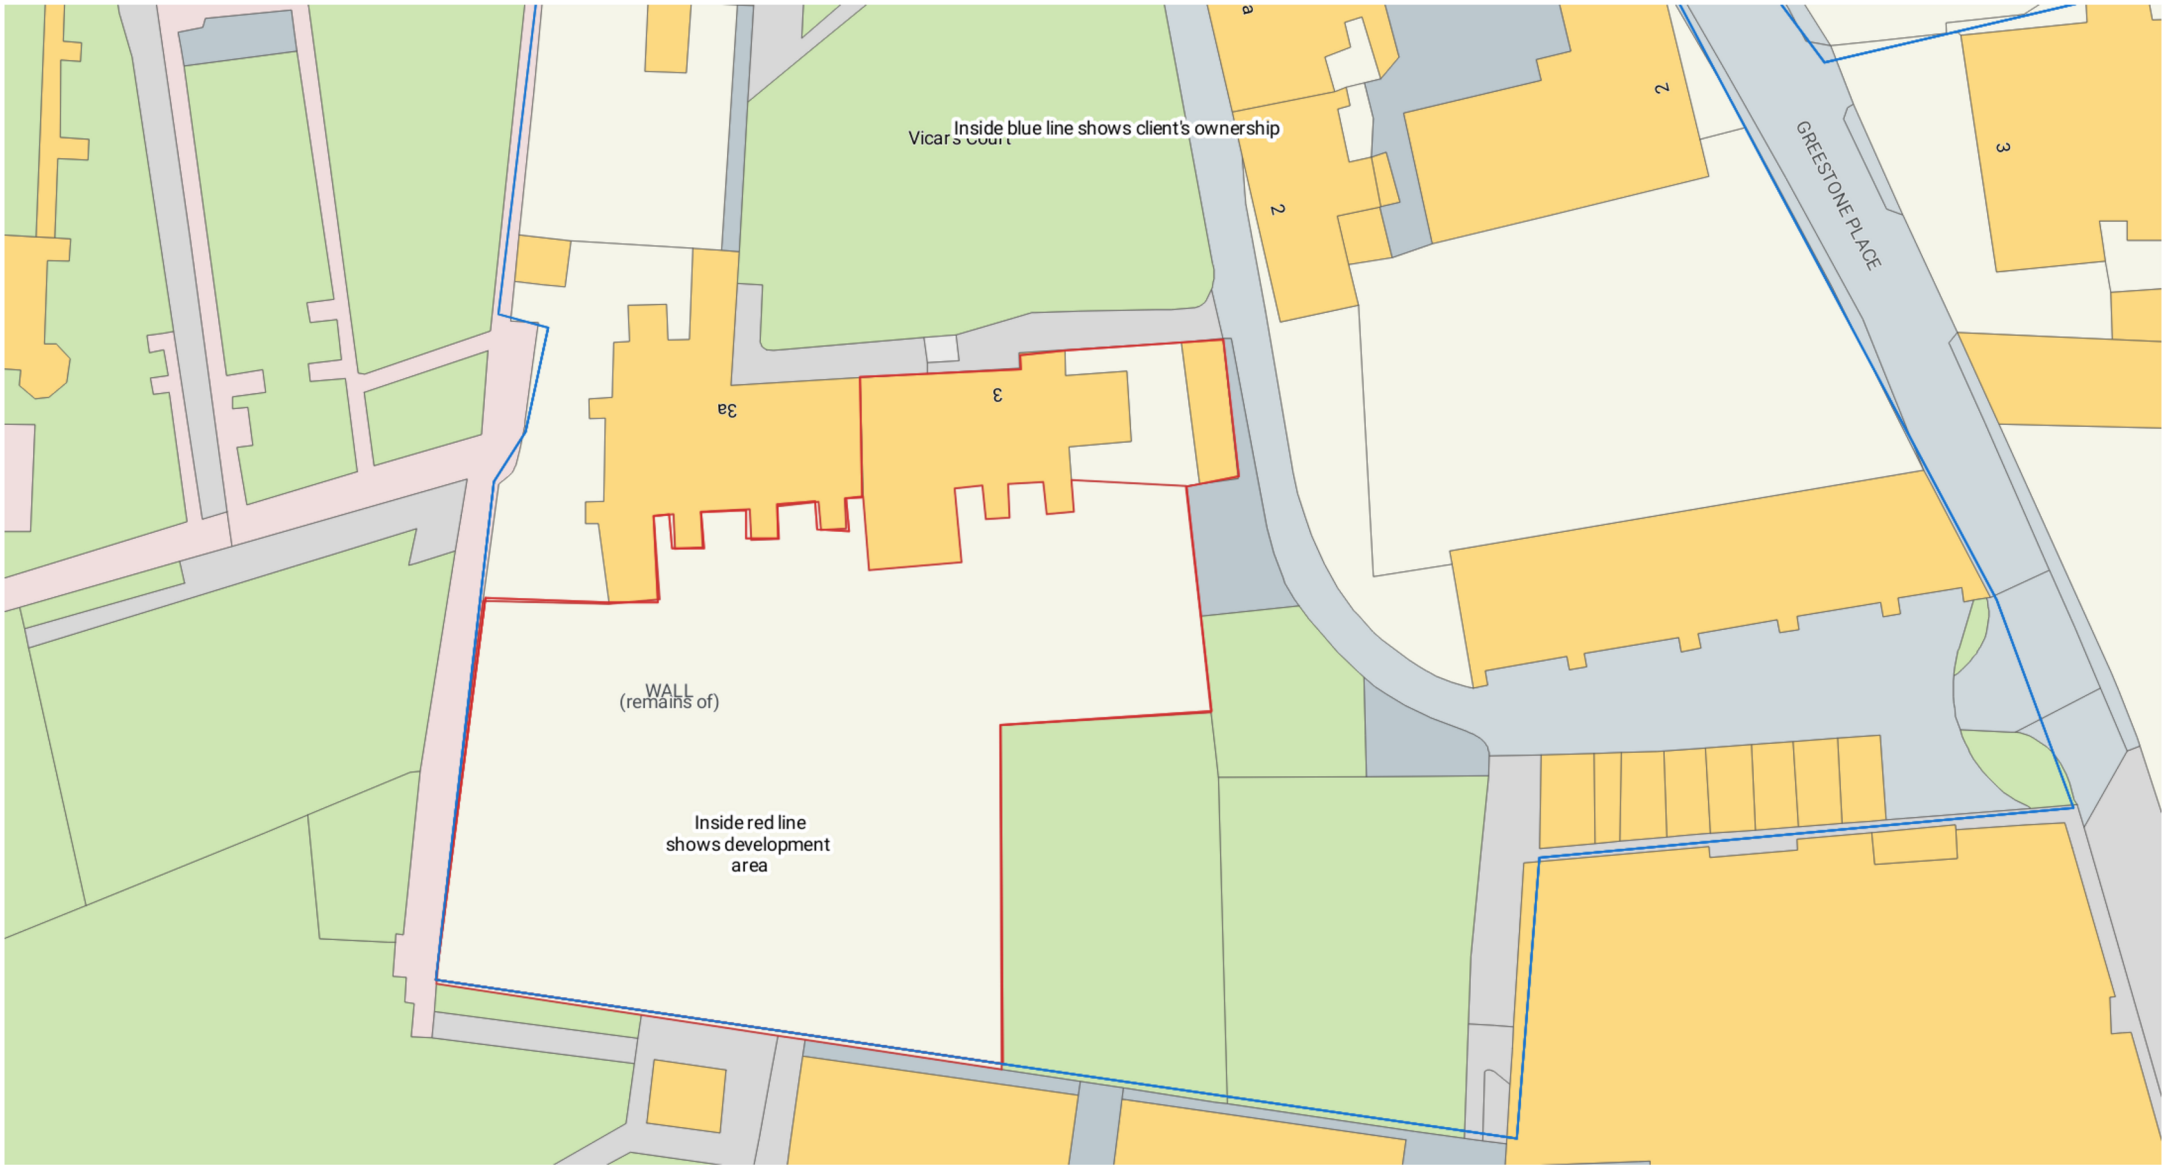 a
2
Inside blue line shows client's ownership
Vicars Court
GREESTONE PLACE
3
2
3a
3
WALL
(remains of)
Inside red line
shows development
area